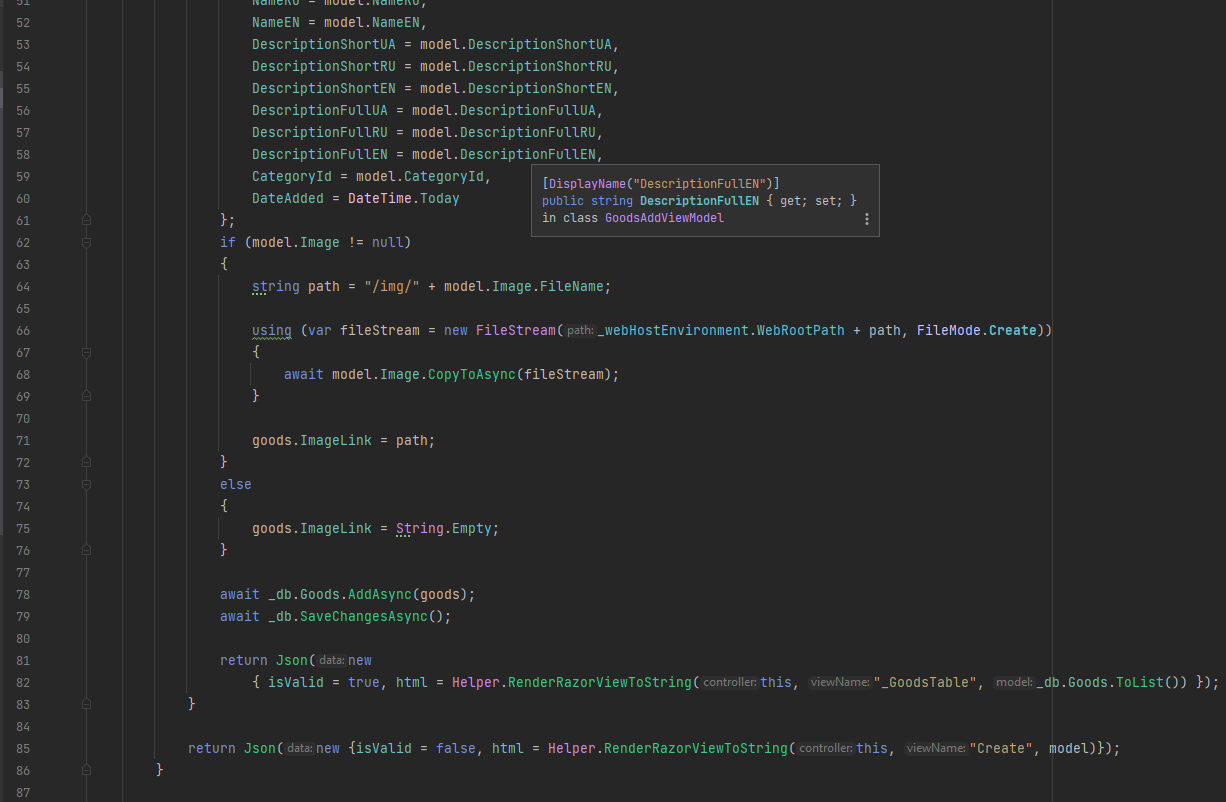 51 NameRU = model.NameRU,
52 NameEN = model.NameEN,
53 DescriptionShortUA = model.DescriptionShortUA,
54 DescriptionShortRU = model.DescriptionShortRU,
55 DescriptionShortEN = model.DescriptionShortEN,
56 DescriptionFullUA = model.DescriptionFullUA,
57 DescriptionFullRU = model.DescriptionFullRU,
58 DescriptionFullEN = model.DescriptionFullEN,
59 CategoryId = model.CategoryId,
60 DateAdded = DateTime.Today
[DisplayName("DescriptionFullEN")]
public string DescriptionFullEN { get; set; }
in class GoodsAddViewModel
61 };
62 if (model.Image != null)
63 {
64 string path = "/img/" + model.Image.FileName;
65
66 using (var fileStream = new FileStream(path:_webHostEnvironment.WebRootPath + path, FileMode.Create))
67 {
68 await model.Image.CopyToAsync(fileStream);
69 }
70
71 goods.ImageLink = path;
72 }
73 else
74 {
75 goods.ImageLink = String.Empty;
76 }
77
78 await _db.Goods.AddAsync(goods);
79 await _db.SaveChangesAsync();
80
81 return Json(data:new
82 { isValid = true, html = Helper.RenderRazorViewToString(controller:this, viewName:"_GoodsTable", model:_db.Goods.ToList()) });
83 }
84
85 return Json(data:new {isValid = false, html = Helper.RenderRazorViewToString(controller:this, viewName:"Create", model)});
86 }
87